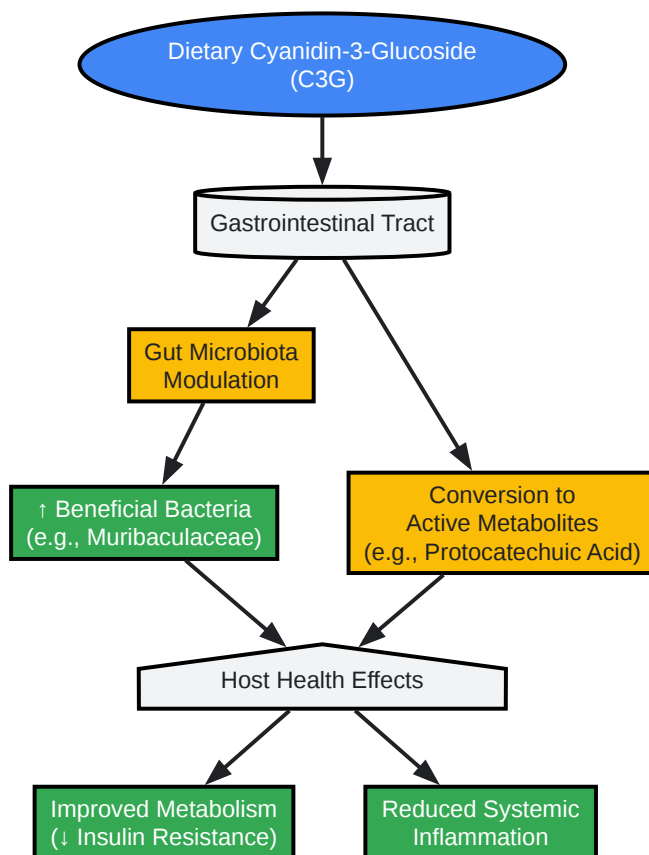 Dietary Cyanidin-3-Glucoside
(C3G)
Gastrointestinal Tract
Gut Microbiota
Modulation
↑ Beneficial Bacteria
(e.g., Muribaculaceae)
Conversion to
Active Metabolites
(e.g., Protocatechuic Acid)
Host Health Effects
Improved Metabolism
(↓ Insulin Resistance)
Reduced Systemic
Inflammation